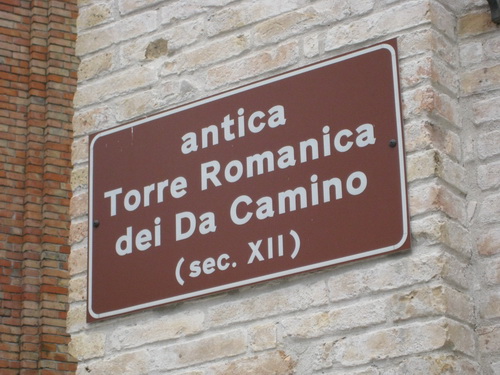 antica
Torre Romanica
dei Da Camino
(sec. XII)